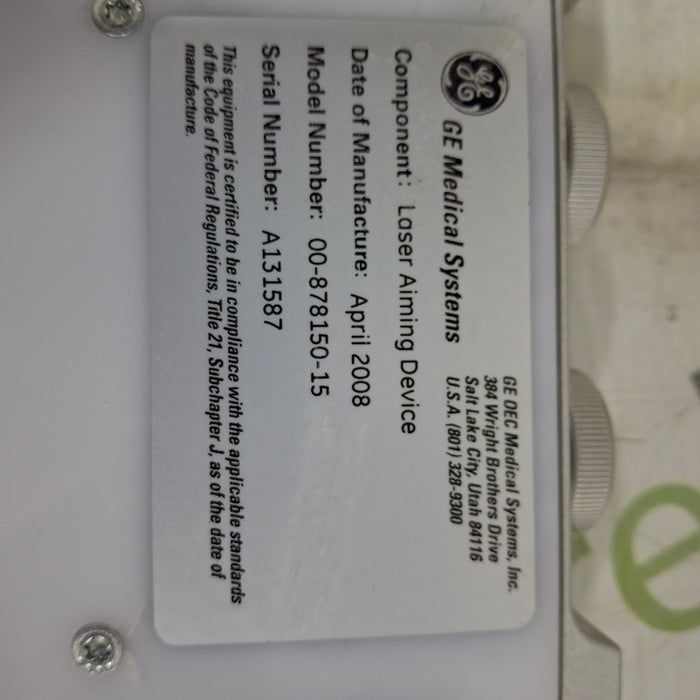 GE
GE Medical Systems
GE OEC Medical Systems, Inc.
384 Wright Brothers Drive
Salt Lake City, Utah 84116
U.S.A. (801) 328-9300
Component: Laser Aiming Device
Date of Manufacture: April 2008
Model Number: 00-878150-15
Serial Number: A131587
This equipment is certified to be in compliance with the applicable standards
of the Code of Federal Regulations, Title 21, Subchapter J, as of the date of
manufacture.
e